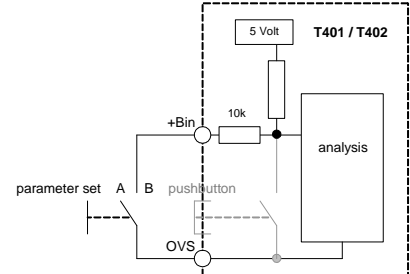 5 Volt
T401 / T402
+Bin
10k
analysis
parameter set A B pushbutton
OVS